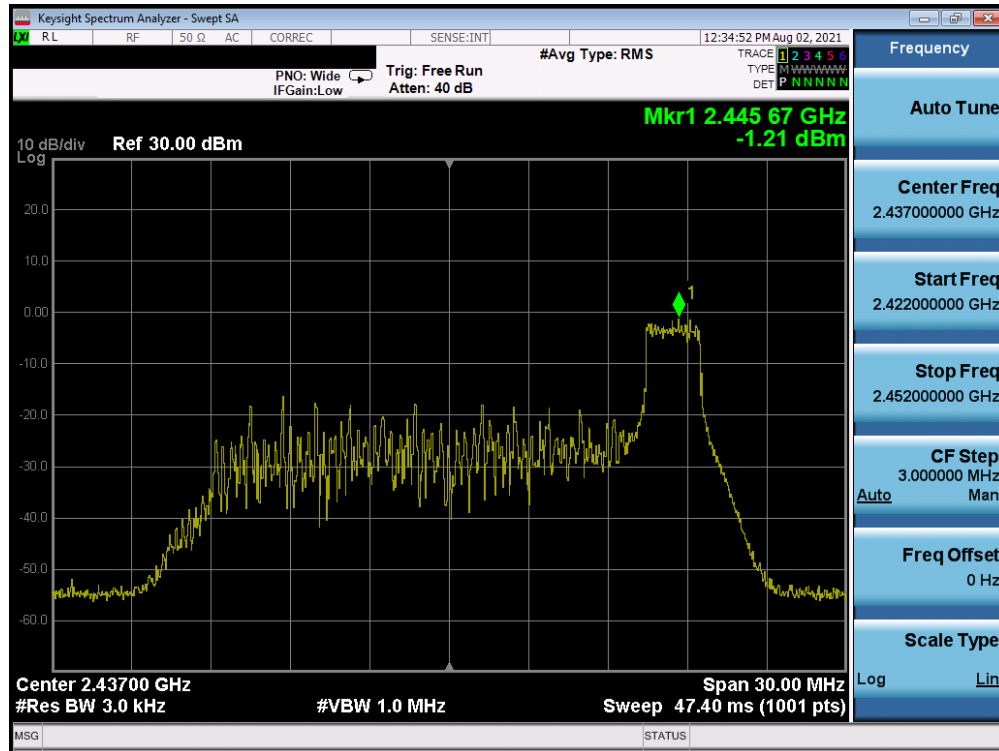 Keysight Spectrum Analyzer - Swept SA
LXI RL RF 50 Ω AC CORREC SENSE:INT 12:34:52 PM Aug 02, 2021
#Avg Type: RMS
TRACE 1 2 3 4 5 6
TYPE M WWWWW
DET P N N N N N
PNO: Wide
IFGain:Low
Trig: Free Run
Atten: 40 dB
Mkr1 2.445 67 GHz
-1.21 dBm
10 dB/div Ref 30.00 dBm
Log
20.0
10.0
0.00
-10.0
-20.0
-30.0
-40.0
-50.0
-60.0
1
Center 2.43700 GHz
Span 30.00 MHz
#Res BW 3.0 kHz
#VBW 1.0 MHz
Sweep 47.40 ms (1001 pts)
MSG
STATUS
Frequency
Auto Tune
Center Freq
2.437000000 GHz
Start Freq
2.422000000 GHz
Stop Freq
2.452000000 GHz
CF Step
3.000000 MHz
Auto Man
Freq Offset
0 Hz
Scale Type
Log Lin